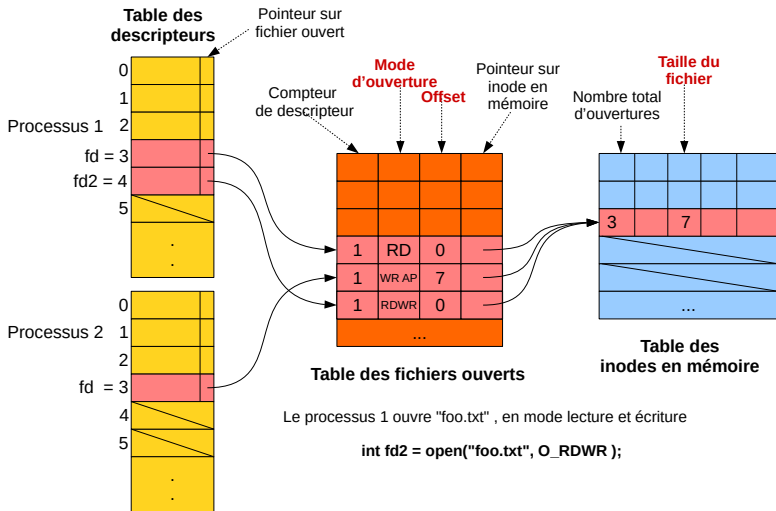 Table des
descripteurs
Pointeur sur
fichier ouvert
0
1
Processus 1
2
fd = 3
fd2 = 4
5
.
.
0
Processus 2
1
2
fd = 3
4
5
.
.
Compteur
de descripteur
Mode
d'ouverture
Offset
Pointeur sur
inode en
mémoire
1 RD 0
1 WR AP 7
1 RDWR 0
...
Table des fichiers ouverts
Nombre total
d'ouvertures
Taille du
fichier
3 7
...
Table des
inodes en mémoire
Le processus 1 ouvre "foo.txt" , en mode lecture et écriture
int fd2 = open("foo.txt", O_RDWR );